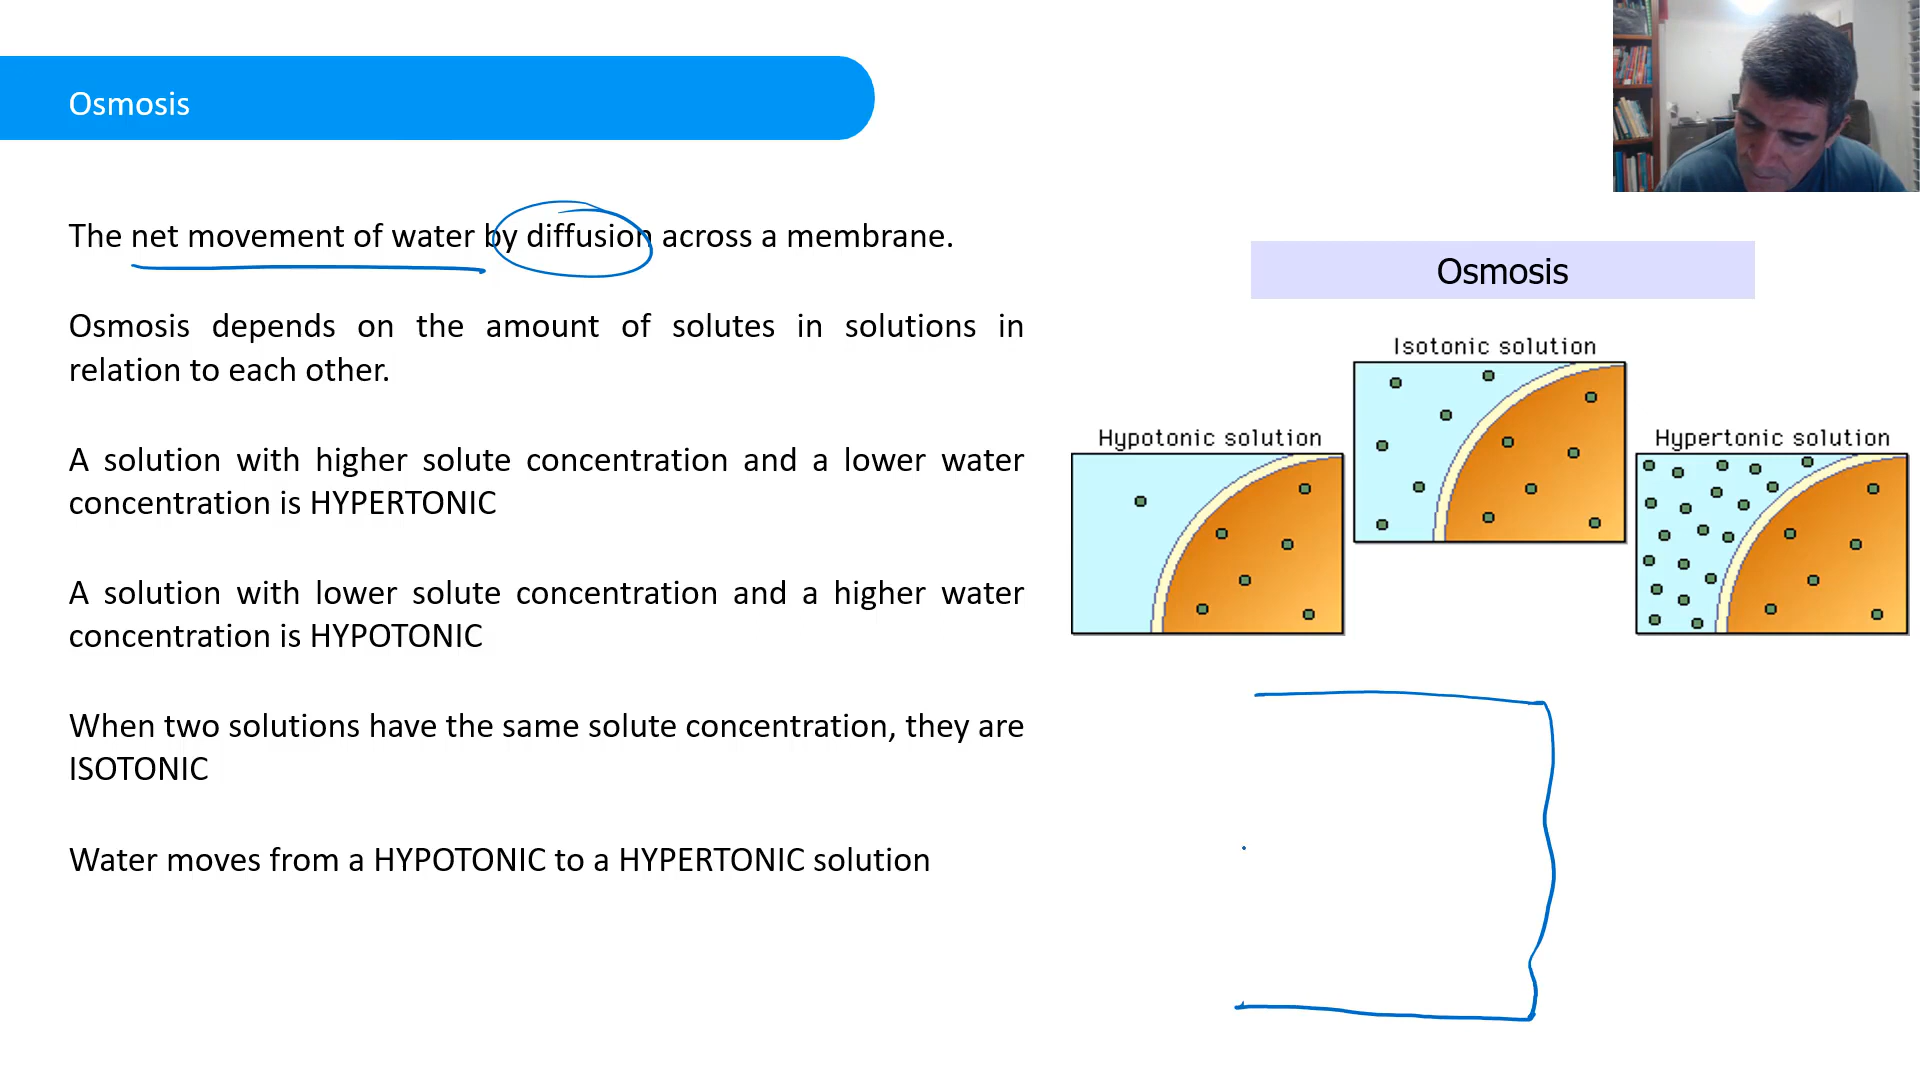 Osmosis
The net movement of water by diffusion across a membrane.
Osmosis depends on the amount of solutes in solutions in
relation to each other.
A solution with higher solute concentration and a lower water
concentration is HYPERTONIC
A solution with lower solute concentration and a higher water
concentration is HYPOTONIC
When two solutions have the same solute concentration, they are
ISOTONIC
Water moves from a HYPOTONIC to a HYPERTONIC solution
Osmosis
Isotonic solution
Hypotonic solution
Hypertonic solution